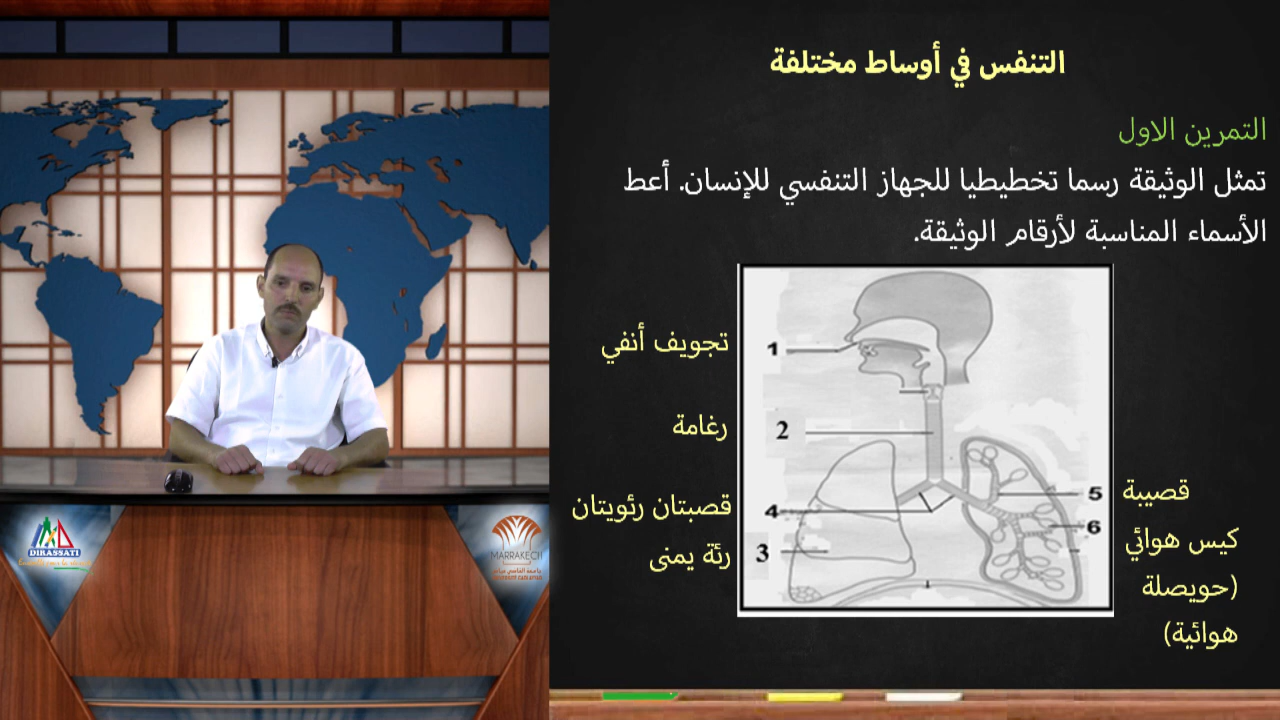 التنفس في أوساط مختلفة
التمرين الاول
تمثل الوثيقة رسما تخطيطيا للجهاز التنفسي للإنسان. أعط
الأسماء المناسبة لأرقام الوثيقة.
تجويف أنفي
رغامة
قصبتان رئويتان
رئة يمنى
1
2
4
3
5
6
قصيبة
كيس هوائي
(حويصلة
هوائية)
DIRASSATI
MARRAKECH